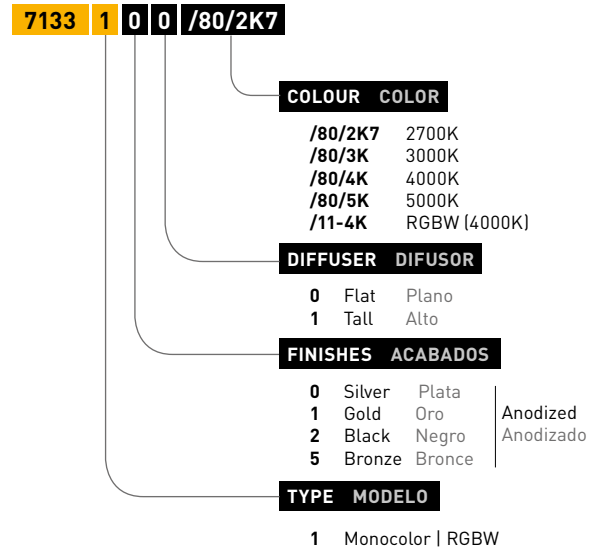 7133 1 0 0 /80/2K7
COLOUR COLOR
/80/2K7 2700K
/80/3K 3000K
/80/4K 4000K
/80/5K 5000K
/11-4K RGBW (4000K)
DIFFUSER DIFUSOR
0 Flat Plano
1 Tall Alto
FINISHES ACABADOS
0 Silver Plata
1 Gold Oro Anodized
2 Black Negro Anodizado
5 Bronze Bronce
TYPE MODELO
1 Monocolor | RGBW